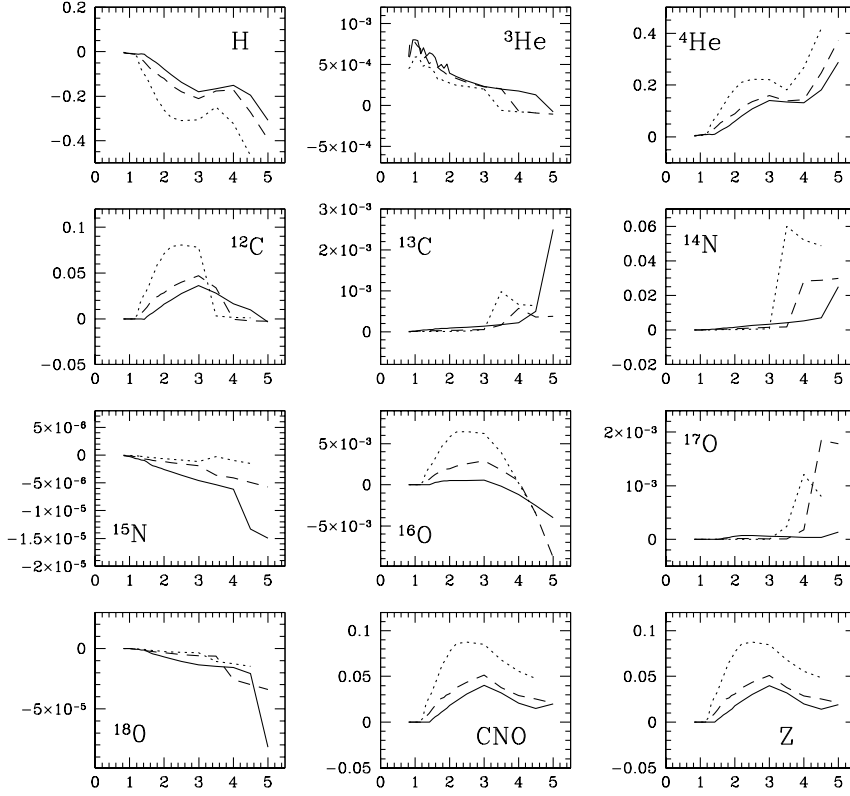 0.2
0
−0.2
−0.4
H
0 1 2 3 4 5
10⁻³
5×10⁻⁴
0
−5×10⁻⁴
³He
0 1 2 3 4 5
0.4
0.2
0
⁴He
0 1 2 3 4 5
0.1
0.05
0
−0.05
¹²C
0 1 2 3 4 5
3×10⁻³
2×10⁻³
10⁻³
0
¹³C
0 1 2 3 4 5
0.06
0.04
0.02
0
−0.02
¹⁴N
0 1 2 3 4 5
5×10⁻⁶
0
−5×10⁻⁶
−10⁻⁵
−1.5×10⁻⁵
−2×10⁻⁵
¹⁵N
0 1 2 3 4 5
5×10⁻³
0
−5×10⁻³
¹⁶O
0 1 2 3 4 5
2×10⁻³
10⁻³
0
¹⁷O
0 1 2 3 4 5
0
−5×10⁻⁵
¹⁸O
0 1 2 3 4 5
0.1
0.05
0
−0.05
CNO
0 1 2 3 4 5
0.1
0.05
0
−0.05
Z
0 1 2 3 4 5